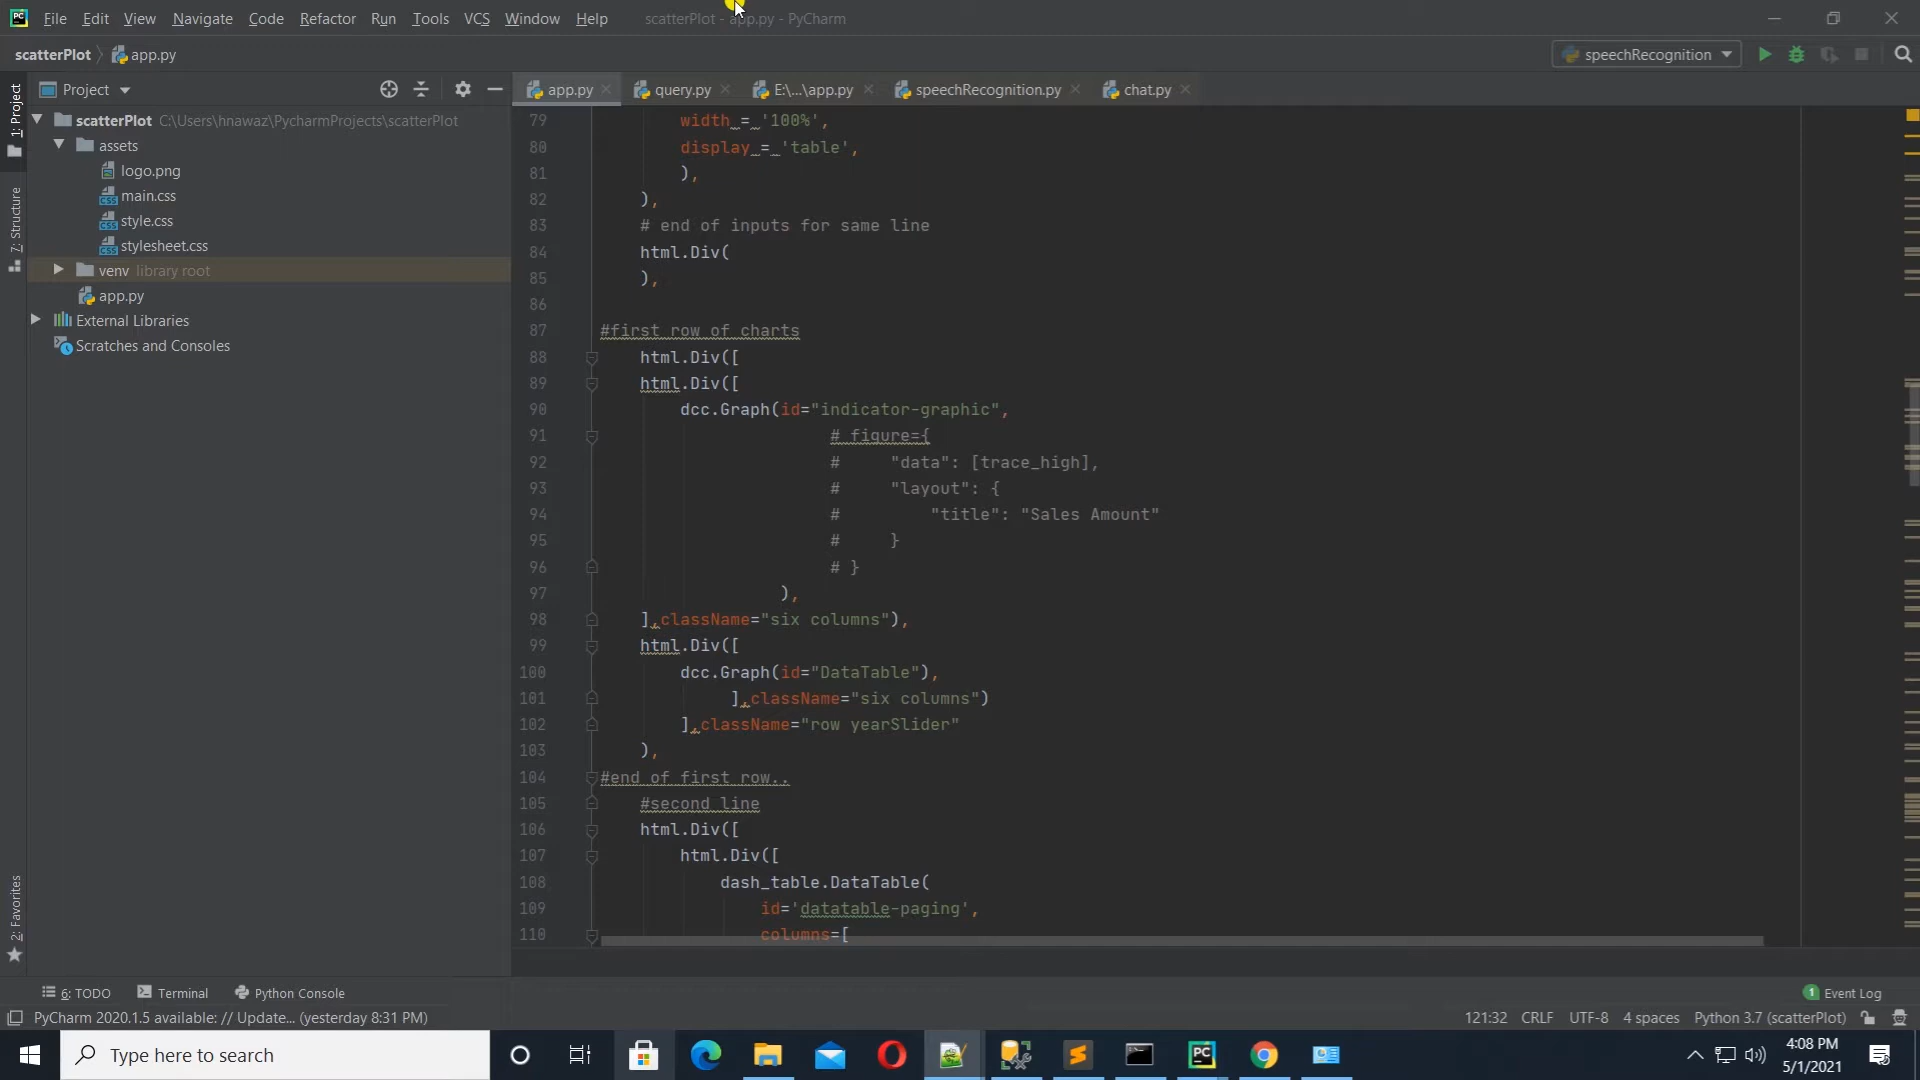 File Edit View Navigate Code Refactor Run Tools VCS Window Help scatterPlot - app.py - PyCharm
scatterPlot app.py speechRecognition
Project app.py query.py E:\...\app.py speechRecognition.py chat.py
1: Project
7: Structure
2: Favorites
scatterPlot C:\Users\hnawaz\PycharmProjects\scatterPlot
assets
logo.png
main.css
style.css
stylesheet.css
venv library root
app.py
External Libraries
Scratches and Consoles
79 width = '100%',
80 display = 'table',
81 ),
82 ),
83 # end of inputs for same line
84 html.Div(
85 ),
86
87 #first row of charts
88 html.Div([
89 html.Div([
90 dcc.Graph(id="indicator-graphic",
91 # figure={
92 # "data": [trace_high],
93 # "layout": {
94 # "title": "Sales Amount"
95 # }
96 # }
97 ),
98 ],className="six columns"),
99 html.Div([
100 dcc.Graph(id="DataTable"),
101 ],className="six columns")
102 ],className="row yearSlider"
103 ),
104 #end of first row..
105 #second line
106 html.Div([
107 html.Div([
108 dash_table.DataTable(
109 id='datatable-paging',
110 columns=[
6: TODO Terminal Python Console 1 Event Log
PyCharm 2020.1.5 available: // Update... (yesterday 8:31 PM) 121:32 CRLF UTF-8 4 spaces Python 3.7 (scatterPlot)
Type here to search
4:08 PM
5/1/2021